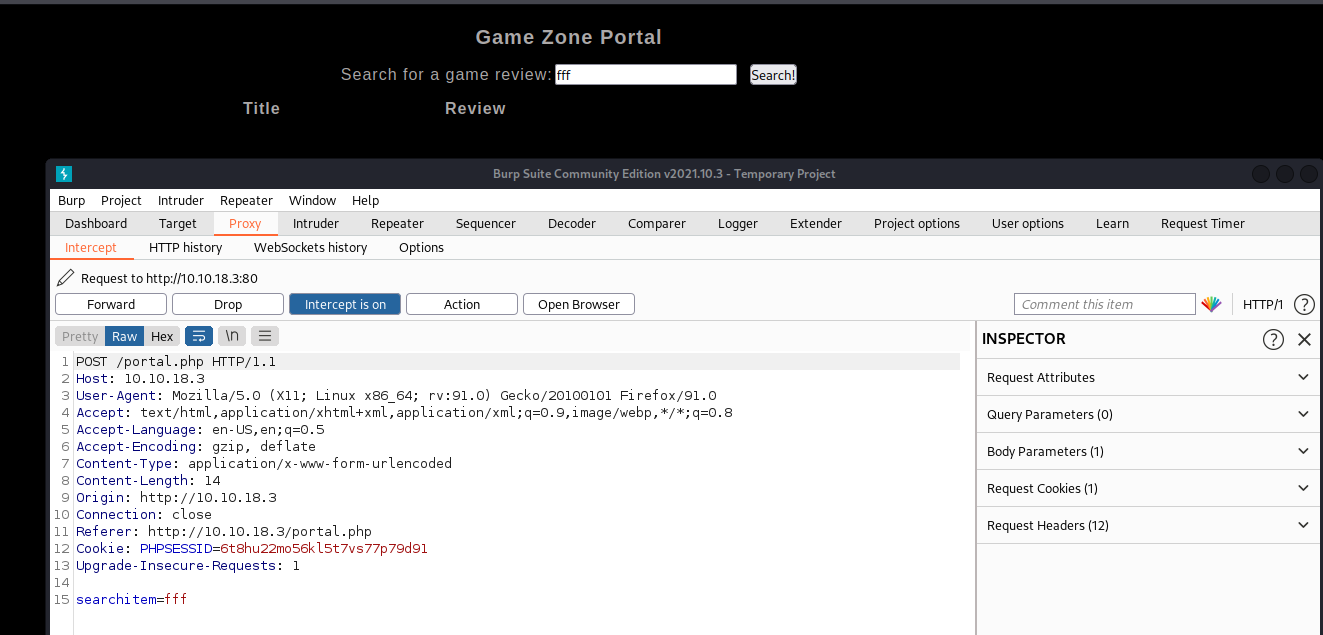 Game Zone Portal
Search for a game review: fff Search!
Title Review
Burp Suite Community Edition v2021.10.3 - Temporary Project
Burp Project Intruder Repeater Window Help
Dashboard Target Proxy Intruder Repeater Sequencer Decoder Comparer Logger Extender Project options User options Learn Request Timer
Intercept HTTP history WebSockets history Options
Request to http://10.10.18.3:80
Forward Drop Intercept is on Action Open Browser Comment this item HTTP/1 ?
Pretty Raw Hex \n INSPECTOR ?
1 POST /portal.php HTTP/1.1
2 Host: 10.10.18.3
3 User-Agent: Mozilla/5.0 (X11; Linux x86_64; rv:91.0) Gecko/20100101 Firefox/91.0
4 Accept: text/html,application/xhtml+xml,application/xml;q=0.9,image/webp,*/*;q=0.8
5 Accept-Language: en-US,en;q=0.5
6 Accept-Encoding: gzip, deflate
7 Content-Type: application/x-www-form-urlencoded
8 Content-Length: 14
9 Origin: http://10.10.18.3
10 Connection: close
11 Referer: http://10.10.18.3/portal.php
12 Cookie: PHPSESSID=6t8hu22mo56kl5t7vs77p79d91
13 Upgrade-Insecure-Requests: 1
14
15 searchitem=fff
Request Attributes
Query Parameters (0)
Body Parameters (1)
Request Cookies (1)
Request Headers (12)